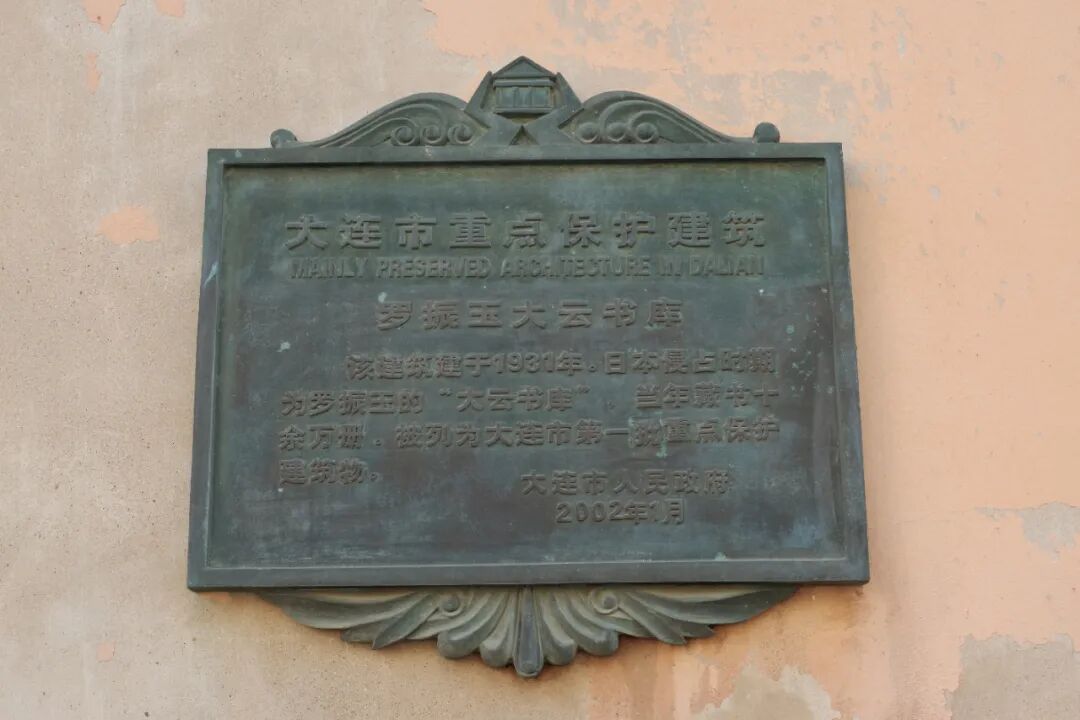 大连市重点保护建筑
MAINLY PRESERVED ARCHITECTURE IN DALIAN
罗振玉大云书库
该建筑建于1931年。日本侵占时期
为罗振玉的“大云书库”。当年藏书十
余万册。被列为大连市第一批重点保护
建筑物。
大连市人民政府
2002年1月